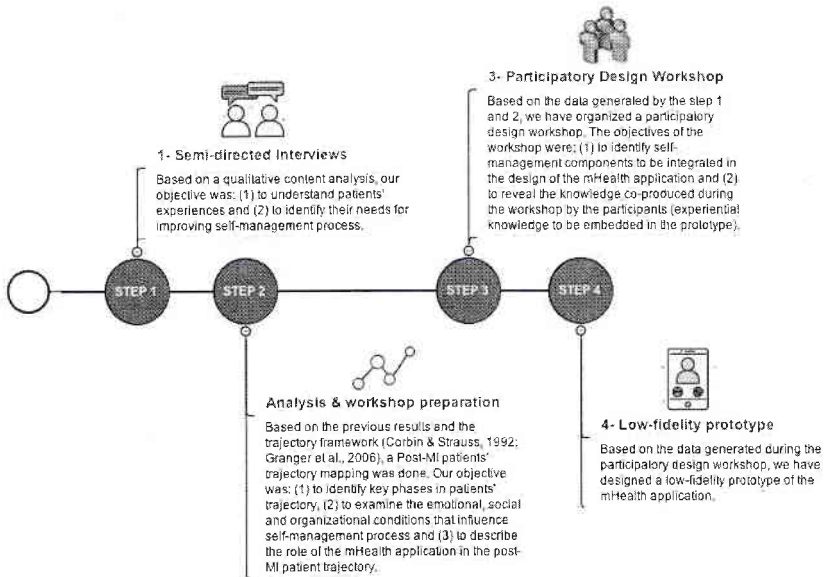 1- Semi-directed Interviews
Based on a qualitative content analysis, our
objective was: (1) to understand patients'
experiences and (2) to identify their needs for
improving self-management process.
3- Participatory Design Workshop
Based on the data generated by the step 1
and 2, we have organized a participatory
design workshop. The objectives of the
workshop were: (1) to identify self-
management components to be integrated in
the design of the mHealth application and (2)
to reveal the knowledge co-produced during
the workshop by the participants (experiential
knowledge to be embedded in the prototype).
STEP 1
STEP 2
STEP 3
STEP 4
Analysis & workshop preparation
Based on the previous results and the
trajectory framework (Corbin & Strauss, 1992;
Granger et al., 2006), a Post-MI patients'
trajectory mapping was done. Our objective
was: (1) to identify key phases in patients'
trajectory, (2) to examine the emotional, social
and organizational conditions that influence
self-management process and (3) to describe
the role of the mHealth application in the post-
MI patient trajectory.
4- Low-fidelity prototype
Based on the data generated during the
participatory design workshop, we have
designed a low-fidelity prototype of the
mHealth application.